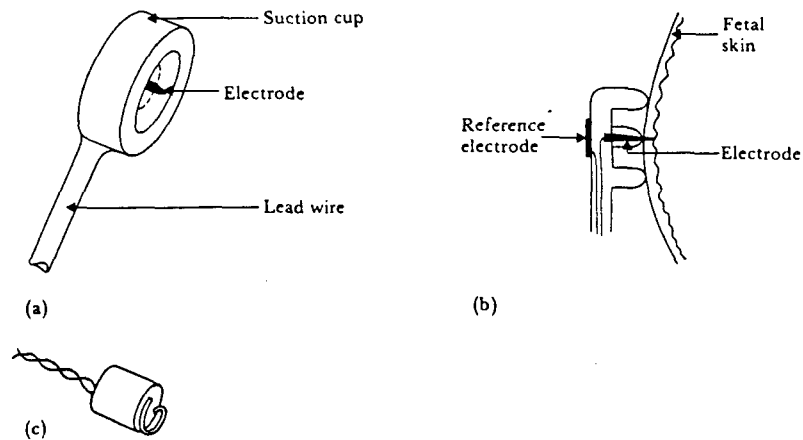 Suction cup
Electrode
Lead wire
(a)
Fetal
skin
Reference
electrode
Electrode
(b)
(c)